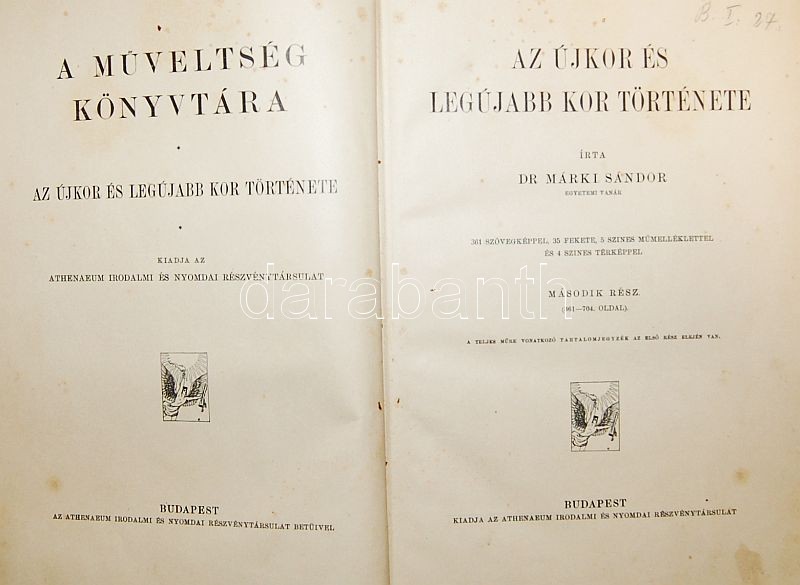 A MŰVELTSÉG
KÖNYVTÁRA
AZ ÚJKOR ÉS LEGÚJABB KOR TÖRTÉNETE
KIADJA AZ
ATHENAEUM IRODALMI ÉS NYOMDAI RÉSZVÉNYTÁRSULAT
BUDAPEST
AZ ATHENAEUM IRODALMI ÉS NYOMDAI RÉSZVÉNYTÁRSULAT BETŰIVEL
B. I. 27.
AZ ÚJKOR ÉS
LEGÚJABB KOR TÖRTÉNETE
ÍRTA
DR MÁRKI SÁNDOR
EGYETEMI TANÁR
361 SZÖVEGKÉPPEL, 35 FEKETE, 5 SZINES MŰMELLÉKLETTEL
ÉS 4 SZINES TÉRKÉPPEL
MÁSODIK RÉSZ.
(361—704. OLDAL).
A TELJES MŰRE VONATKOZÓ TARTALOMJEGYZÉK AZ ELSŐ RÉSZ ELEJÉN VAN.
BUDAPEST
KIADJA AZ ATHENAEUM IRODALMI ÉS NYOMDAI RÉSZVÉNYTÁRSULAT
darabanth.com